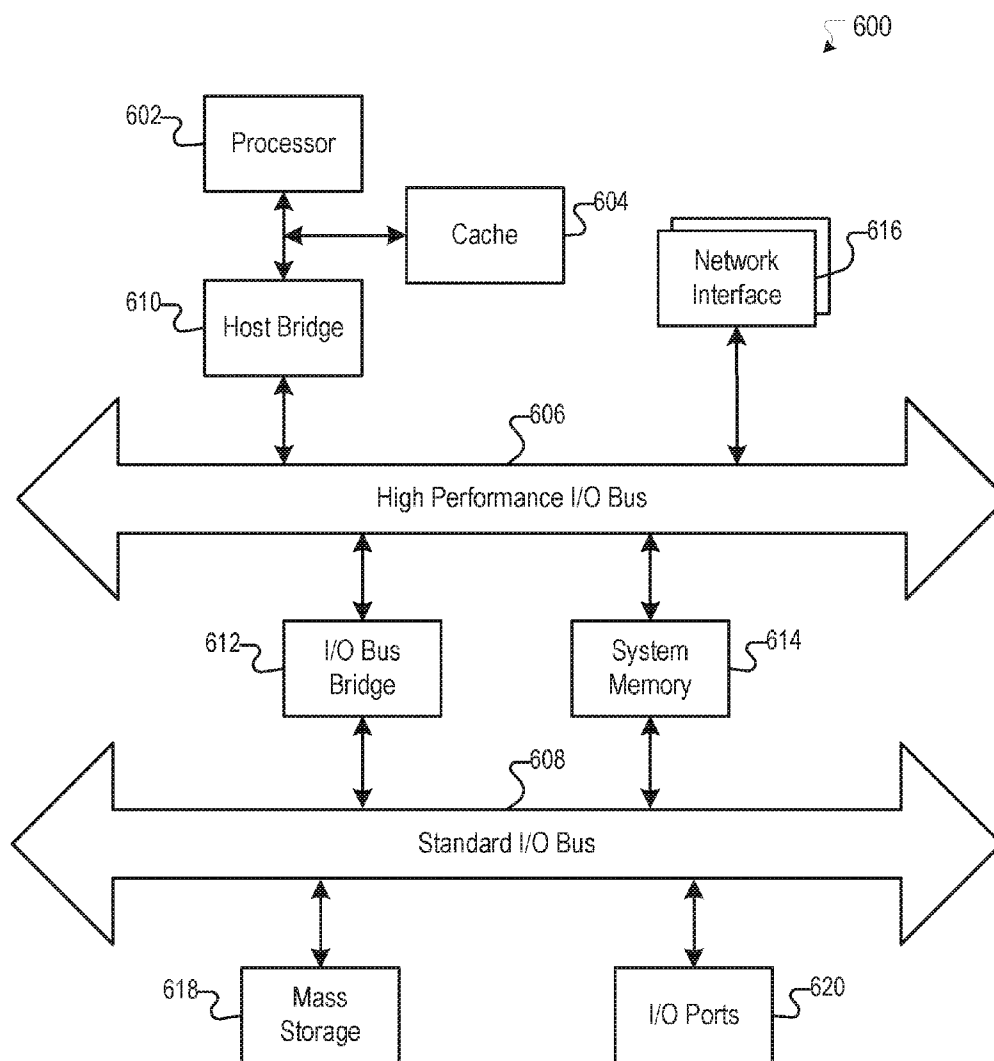 600
602
Processor
604
Cache
616
Network
Interface
610
Host Bridge
606
High Performance I/O Bus
612
I/O Bus
Bridge
System
Memory
614
608
Standard I/O Bus
618
Mass
Storage
I/O Ports
620